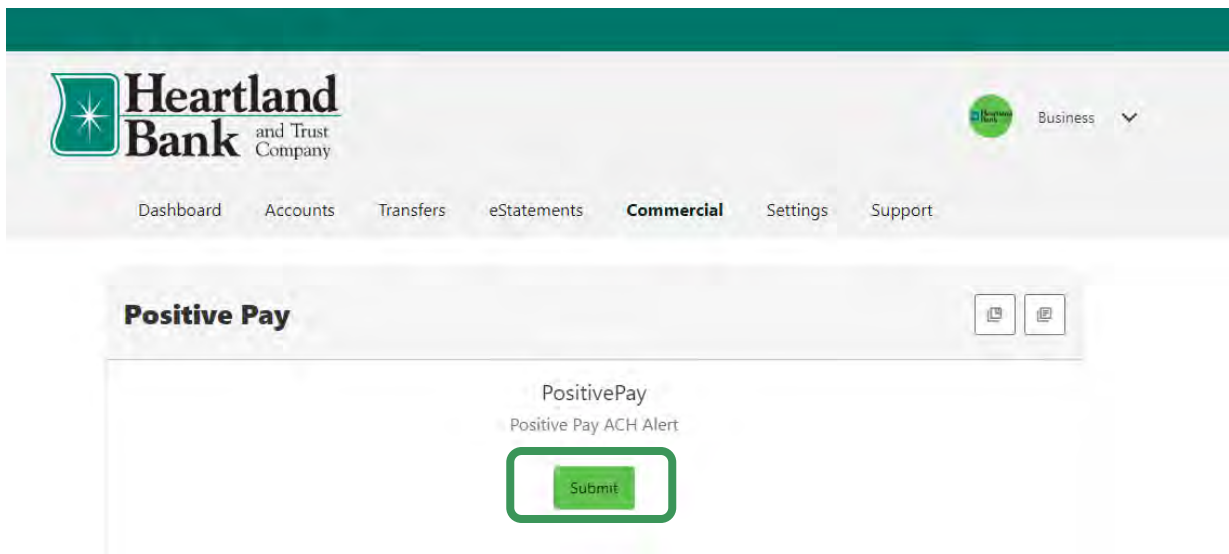 Heartland
Bank and Trust Company
Business
Dashboard Accounts Transfers eStatements Commercial Settings Support
Positive Pay
PositivePay
Positive Pay ACH Alert
Submit